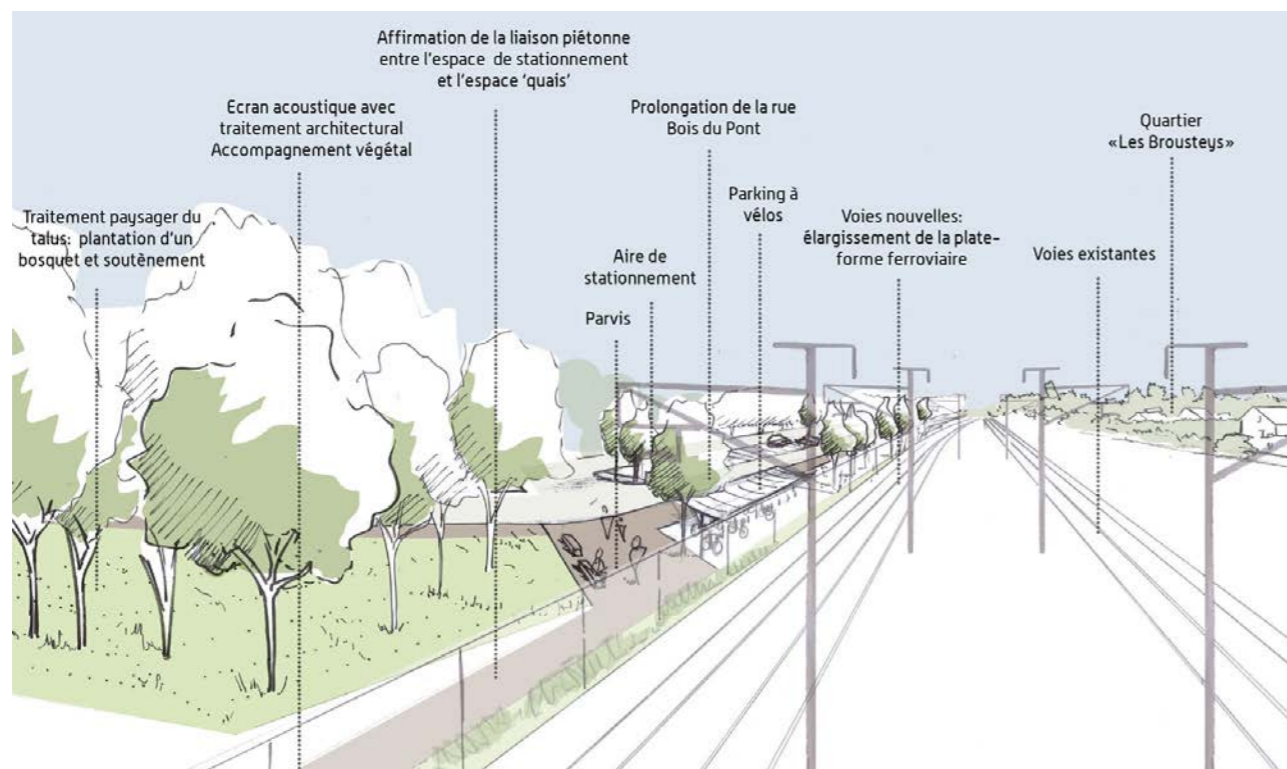 Affirmation de la liaison piétonne
entre l'espace de stationnement
et l'espace 'quais'
Ecran acoustique avec
traitement architectural
Accompagnement végétal
Prolongation de la rue
Bois du Pont
Quartier
«Les Brousteys»
Traitement paysager du
talus: plantation d'un
bosquet et soutènement
Parking à
vélos
Voies nouvelles:
élargissement de la plate-
forme ferroviaire
Aire de
stationnement
Voies existantes
Parvis